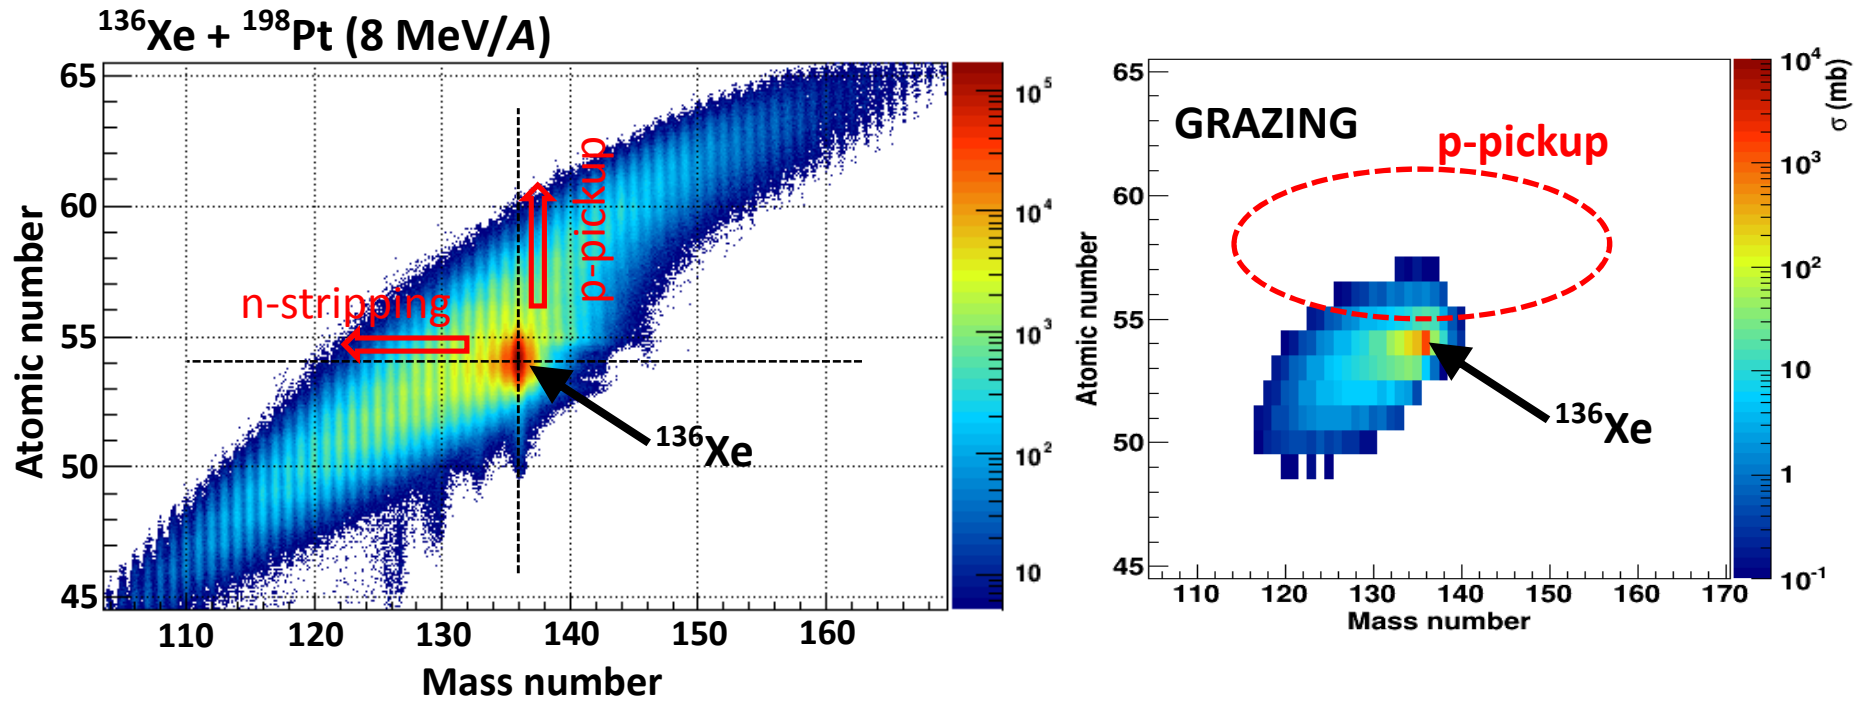 ¹³⁶Xe + ¹⁹⁸Pt (8 MeV/A)
65
60
55
50
45
110 120 130 140 150 160
Atomic number
Mass number
n-stripping
p-pickup
¹³⁶Xe
10⁵
10⁴
10³
10²
10
GRAZING
p-pickup
65
60
55
50
45
110 120 130 140 150 160 170
Atomic number
Mass number
¹³⁶Xe
10⁴
10³
10²
10
1
10⁻¹
σ (mb)